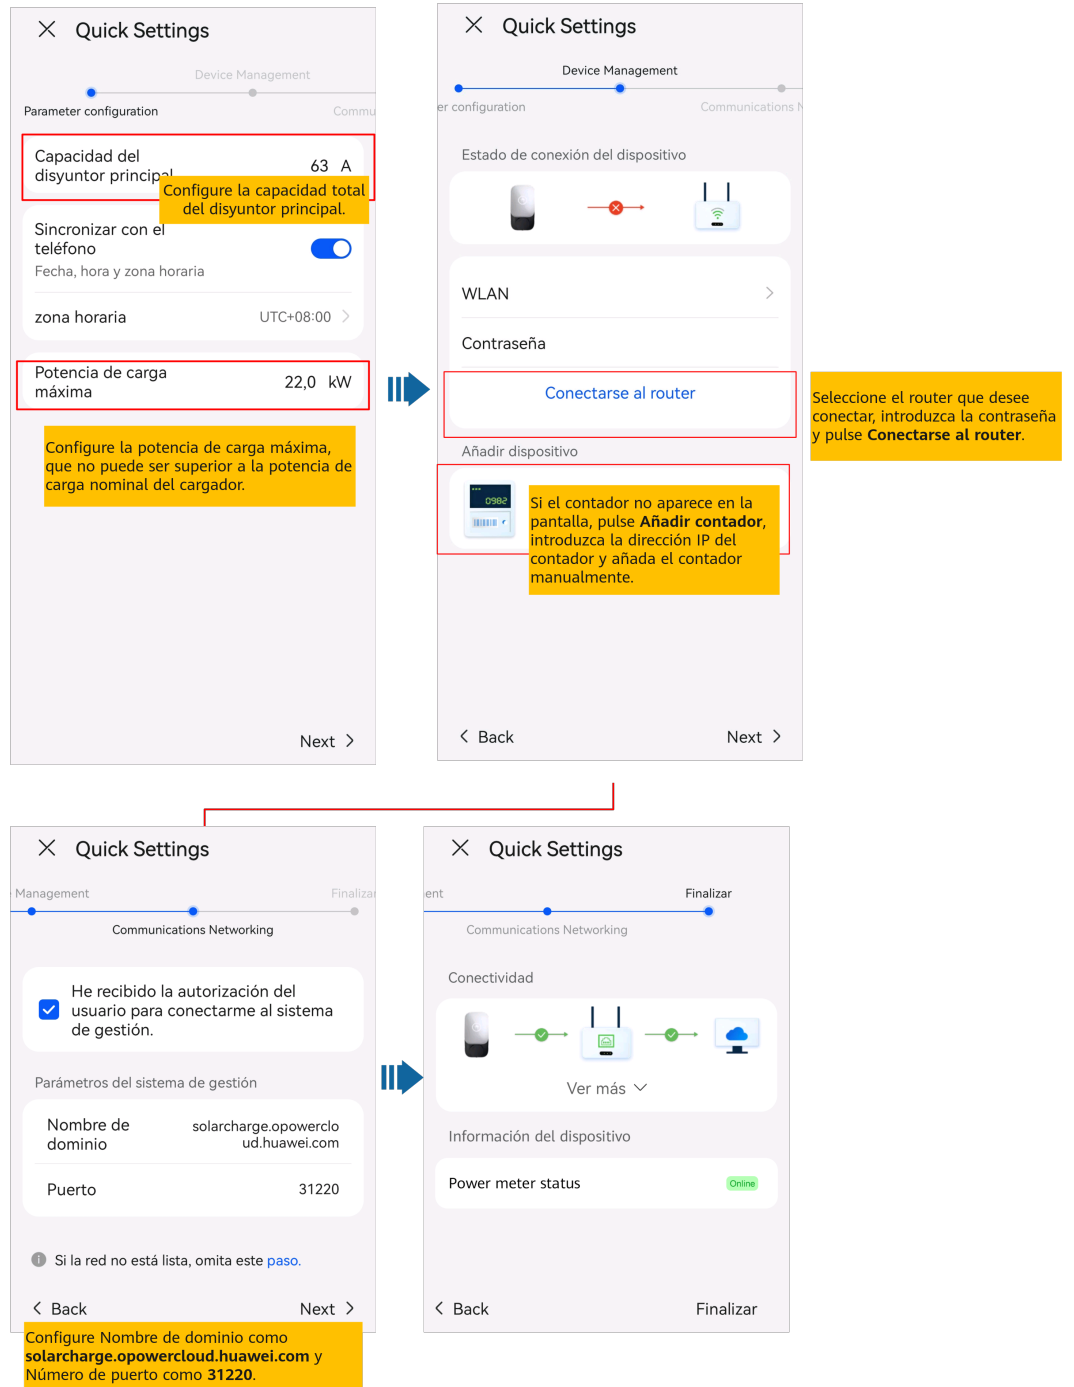 Quick Settings
Device Management
Parameter configuration
Commu
Capacidad del
disyuntor principal
63 A
Configure la capacidad total
del disyuntor principal.
Sincronizar con el
teléfono
Fecha, hora y zona horaria
zona horaria
UTC+08:00
Potencia de carga
máxima
22,0 kW
Configure la potencia de carga máxima,
que no puede ser superior a la potencia de
carga nominal del cargador.
Next
Quick Settings
Device Management
er configuration
Communications N
Estado de conexión del dispositivo
WLAN
Contraseña
Conectarse al router
Seleccione el router que desee
conectar, introduzca la contraseña
y pulse Conectarse al router.
Añadir dispositivo
0982
Si el contador no aparece en la
pantalla, pulse Añadir contador,
introduzca la dirección IP del
contador y añada el contador
manualmente.
Back
Next
Quick Settings
Management
Finalizar
Communications Networking
He recibido la autorización del
usuario para conectarme al sistema
de gestión.
Parámetros del sistema de gestión
Nombre de
dominio
solarcharge.opowerclo
ud.huawei.com
Puerto
31220
Si la red no está lista, omita este paso.
Back
Next
Configure Nombre de dominio como
solarcharge.opowercloud.huawei.com y
Número de puerto como 31220.
Quick Settings
ent
Finalizar
Communications Networking
Conectividad
Ver más
Información del dispositivo
Power meter status
Online
Back
Finalizar